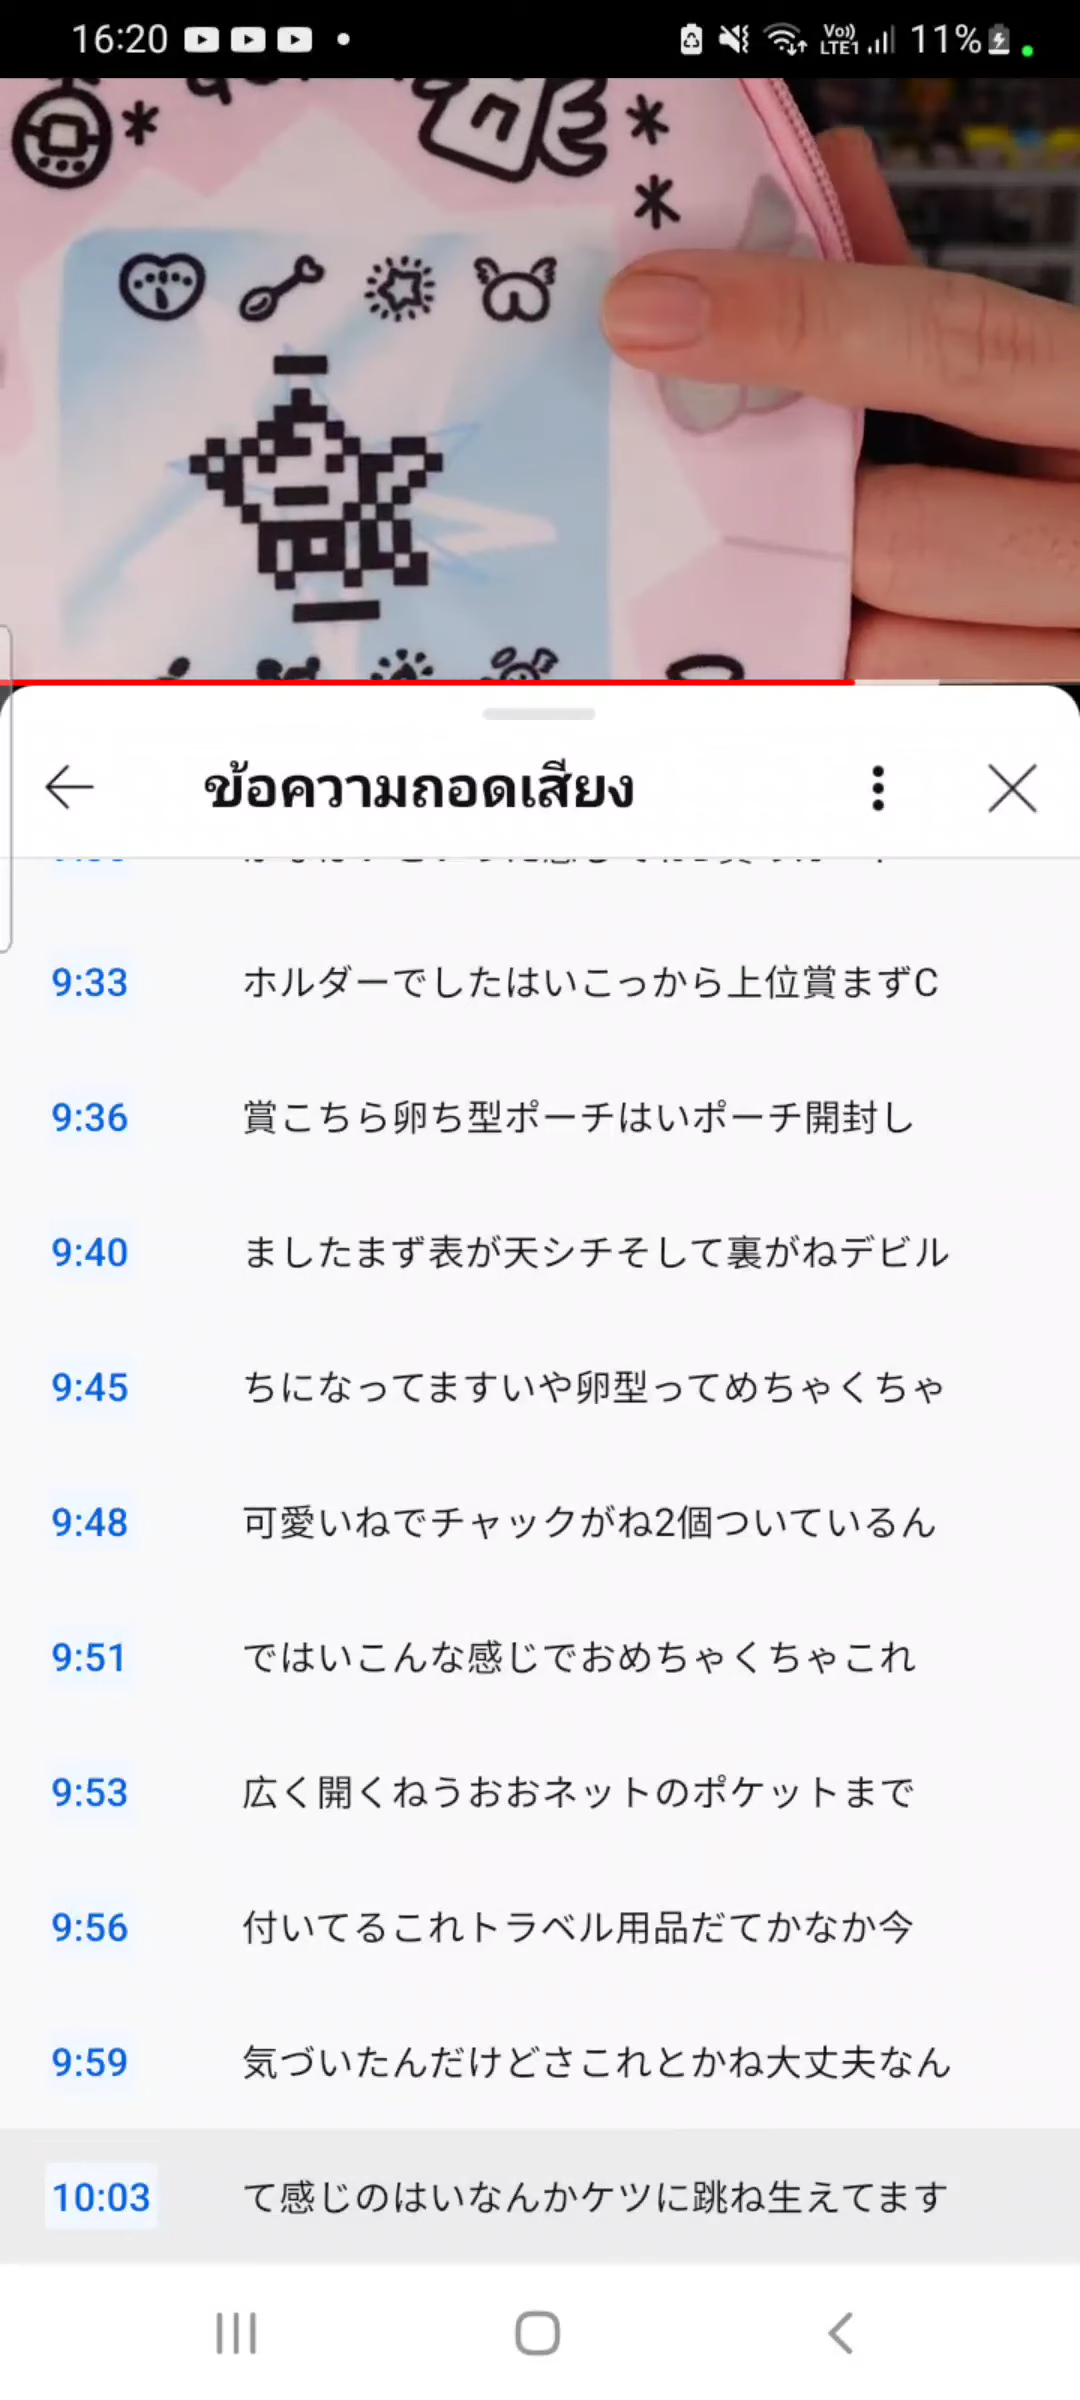 16:20
Vo))
LTE1
11%
ข้อความถอดเสียง
9:33 ホルダーでしたはいこっから上位賞まずC
9:36 賞こちら卵ち型ポーチはいポーチ開封し
9:40 ましたまず表が天シチそして裏がねデビル
9:45 ちになってますいや卵型ってめちゃくちゃ
9:48 可愛いねでチャックがね2個ついているん
9:51 ではいこんな感じでおめちゃくちゃこれ
9:53 広く開くねうおおネットのポケットまで
9:56 付いてるこれトラベル用品だてかなか今
9:59 気づいたんだけどさこれとかね大丈夫なん
10:03 て感じのはいなんかケツに跳ね生えてます